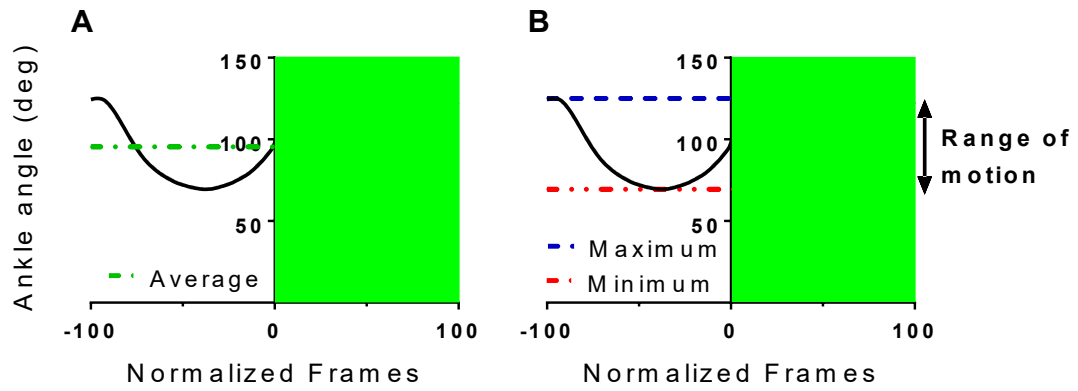 A
Ankle angle (deg)
150
100
50
Average
-100
0
100
Normalized Frames
B
150
100
50
Maximum
Minimum
-100
0
100
Normalized Frames
Range of
motion